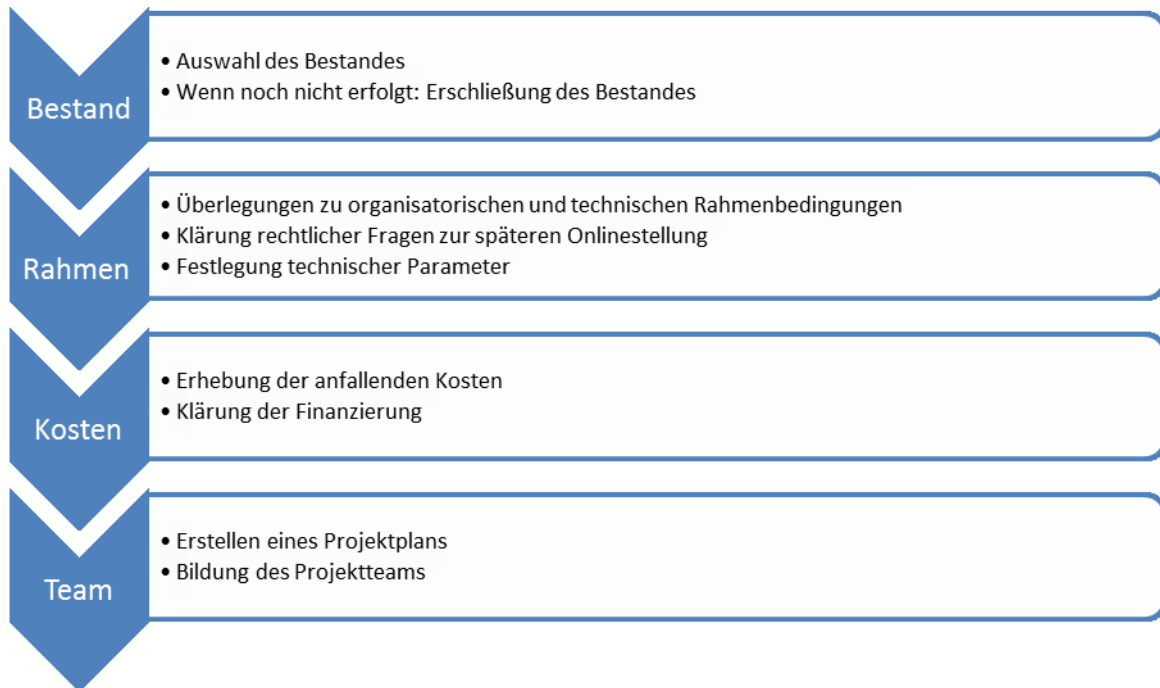 Bestand
• Auswahl des Bestandes
• Wenn noch nicht erfolgt: Erschließung des Bestandes
Rahmen
• Überlegungen zu organisatorischen und technischen Rahmenbedingungen
• Klärung rechtlicher Fragen zur späteren Onlinestellung
• Festlegung technischer Parameter
Kosten
• Erhebung der anfallenden Kosten
• Klärung der Finanzierung
Team
• Erstellen eines Projektplans
• Bildung des Projektteams